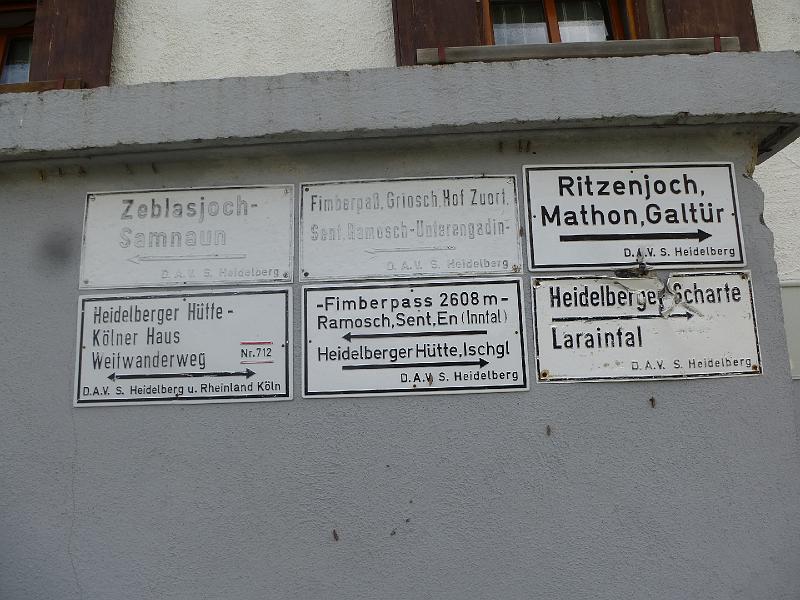 Zeblasjoch-
Samnaun
D.A.V. S. Heidelberg
Fimberpaß, Griosch, Hof Zuort,
Sent, Ramosch-Unterengadin-
D.A.V. S. Heidelberg
Ritzenjoch,
Mathon, Galtür
D.A.V. S. Heidelberg
Heidelberger Hütte -
Kölner Haus
Weitwanderweg Nr. 712
D.A.V. S. Heidelberg u. Rheinland Köln
-Fimberpass 2608 m-
Ramosch, Sent, En (Inntal)
Heidelberger Hütte, Ischgl
D.A.V. S. Heidelberg
Heidelberger Scharte
Laraintal
D.A.V. S. Heidelberg